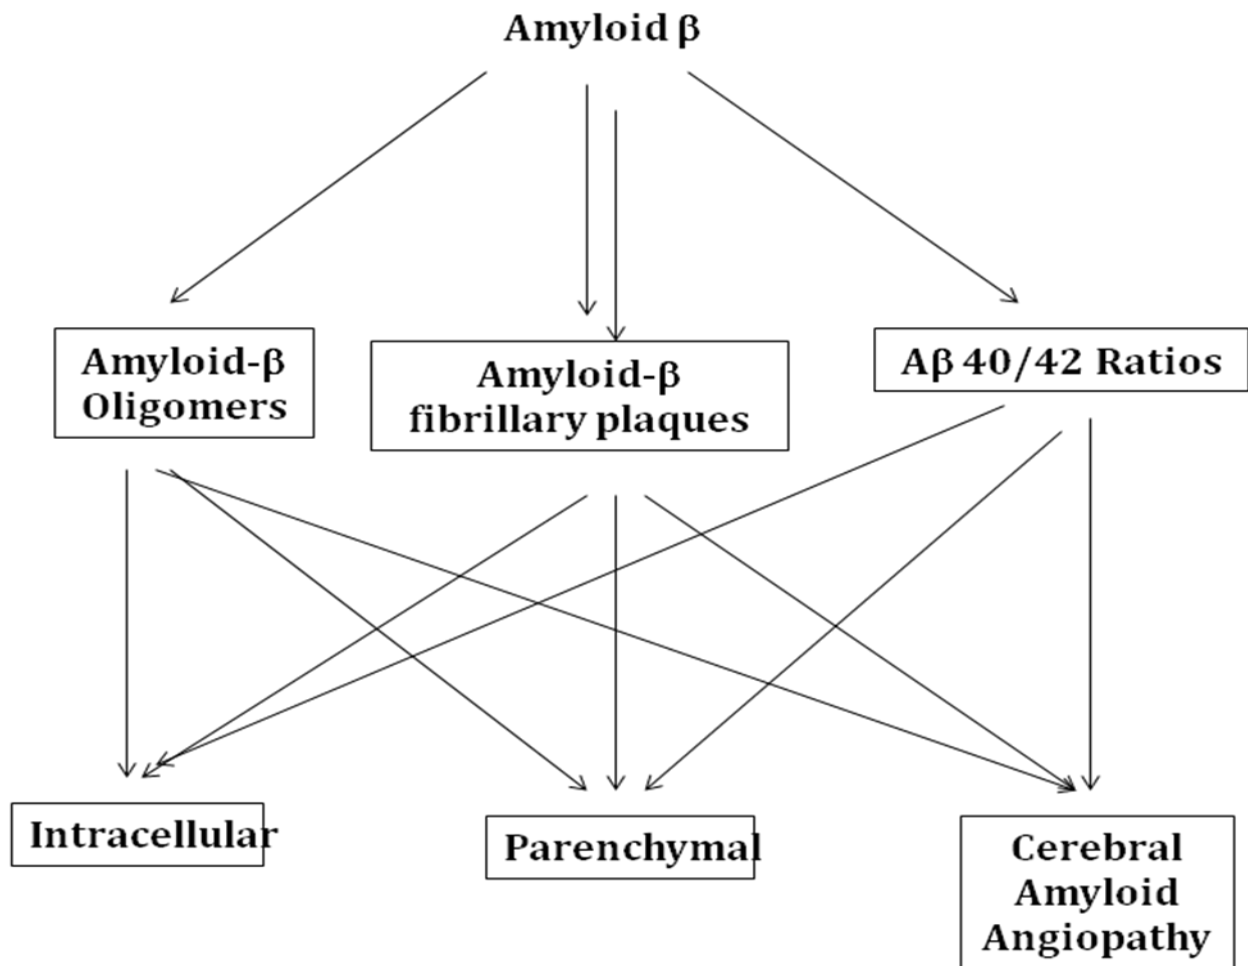 Amyloid β
Amyloid-β
Oligomers
Amyloid-β
fibrillary plaques
Aβ 40/42 Ratios
Intracellular
Parenchymal
Cerebral
Amyloid
Angiopathy